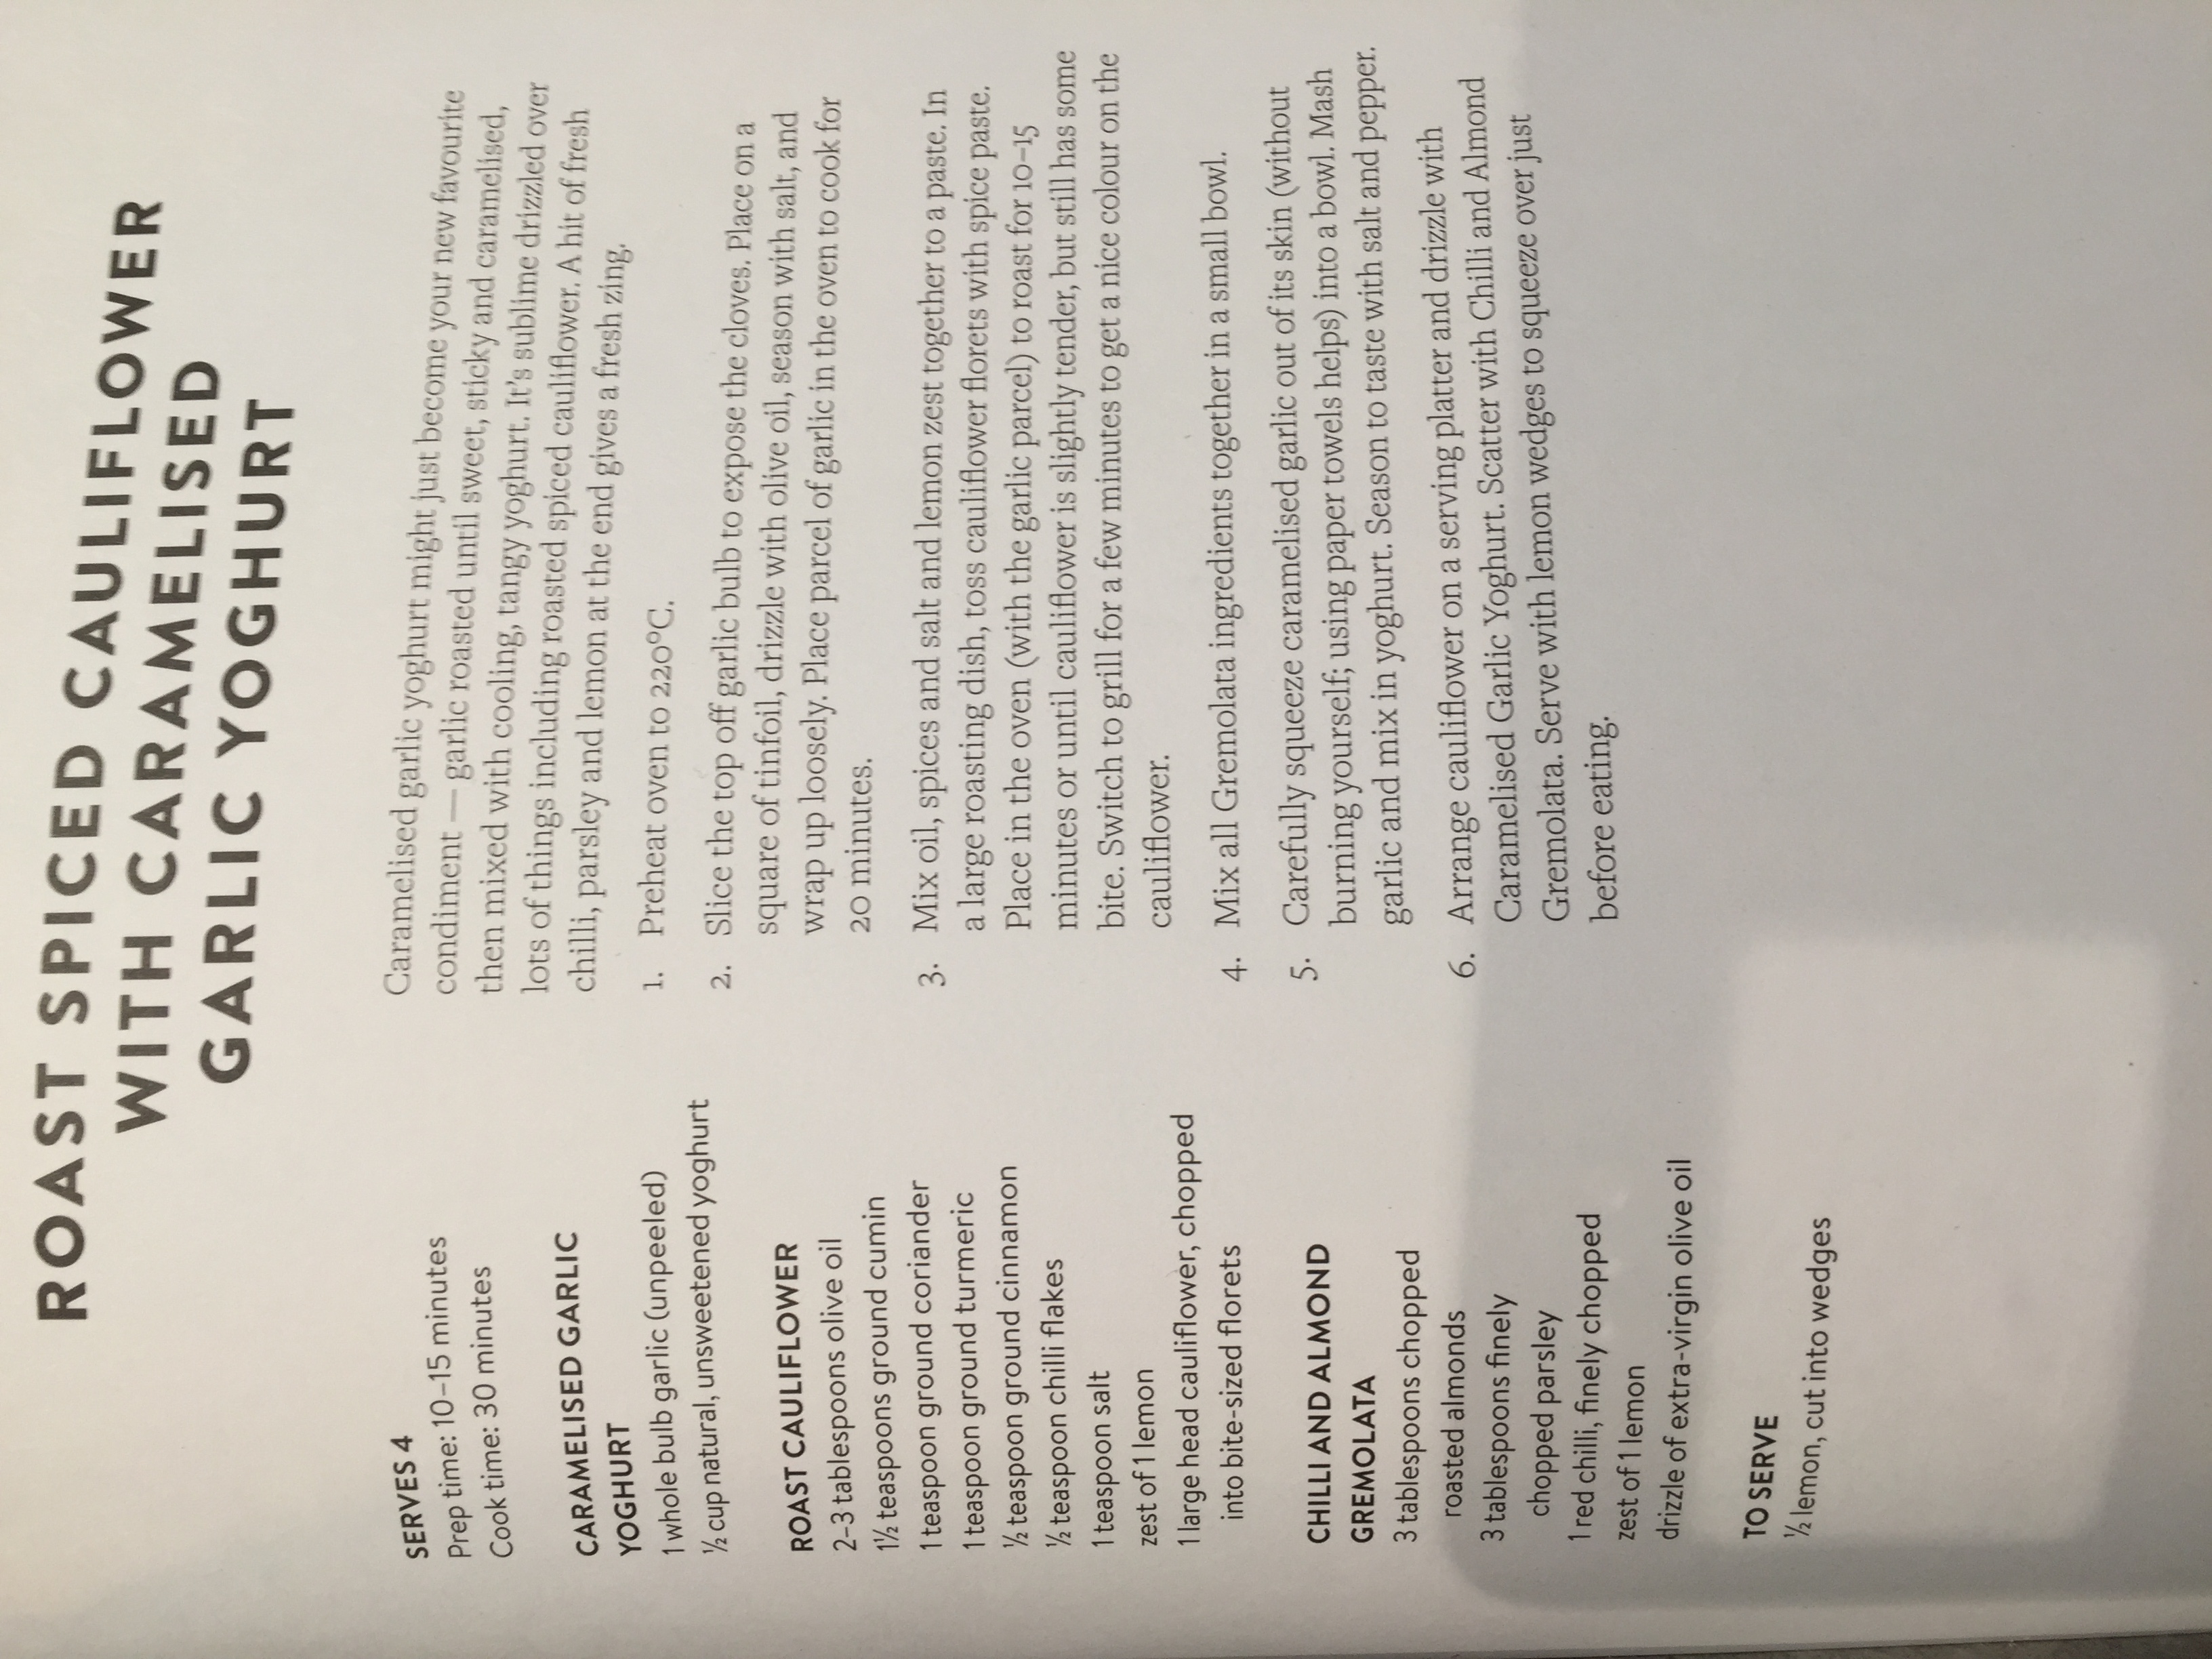 ROAST SPICED CAULIFLOWER
WITH CARAMELISED
GARLIC YOGHURT
SERVES 4
Prep time: 10–15 minutes
Cook time: 30 minutes
CARAMELISED GARLIC
YOGHURT
1 whole bulb garlic (unpeeled)
½ cup natural, unsweetened yoghurt
ROAST CAULIFLOWER
2–3 tablespoons olive oil
1½ teaspoons ground cumin
1 teaspoon ground coriander
1 teaspoon ground turmeric
½ teaspoon ground cinnamon
½ teaspoon chilli flakes
1 teaspoon salt
zest of 1 lemon
1 large head cauliflower, chopped
into bite-sized florets
CHILLI AND ALMOND
GREMOLATA
3 tablespoons chopped
roasted almonds
3 tablespoons finely
chopped parsley
1 red chilli, finely chopped
zest of 1 lemon
drizzle of extra-virgin olive oil
TO SERVE
½ lemon, cut into wedges
Caramelised garlic yoghurt might just become your new favourite
condiment — garlic roasted until sweet, sticky and caramelised,
then mixed with cooling, tangy yoghurt. It's sublime drizzled over
lots of things including roasted spiced cauliflower. A hit of fresh
chilli, parsley and lemon at the end gives a fresh zing.
1. Preheat oven to 220°C.
2. Slice the top off garlic bulb to expose the cloves. Place on a
square of tinfoil, drizzle with olive oil, season with salt, and
wrap up loosely. Place parcel of garlic in the oven to cook for
20 minutes.
3. Mix oil, spices and salt and lemon zest together to a paste. In
a large roasting dish, toss cauliflower florets with spice paste.
Place in the oven (with the garlic parcel) to roast for 10–15
minutes or until cauliflower is slightly tender, but still has some
bite. Switch to grill for a few minutes to get a nice colour on the
cauliflower.
4. Mix all Gremolata ingredients together in a small bowl.
5. Carefully squeeze caramelised garlic out of its skin (without
burning yourself; using paper towels helps) into a bowl. Mash
garlic and mix in yoghurt. Season to taste with salt and pepper.
6. Arrange cauliflower on a serving platter and drizzle with
Caramelised Garlic Yoghurt. Scatter with Chilli and Almond
Gremolata. Serve with lemon wedges to squeeze over just
before eating.